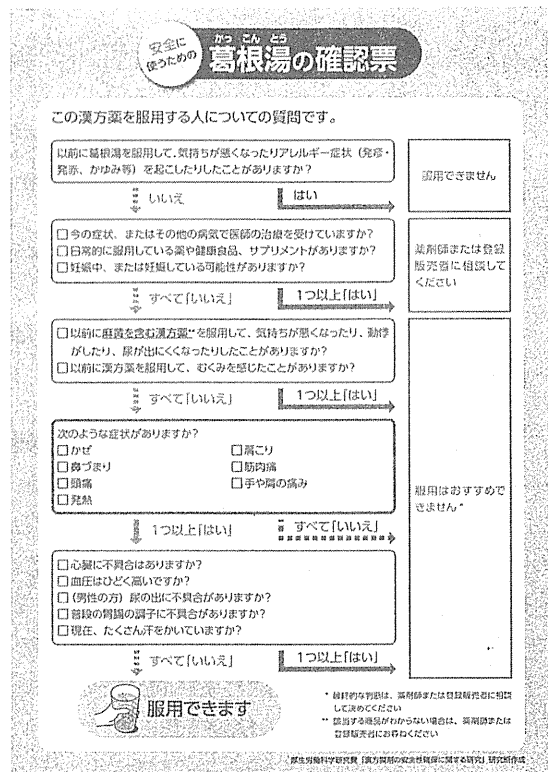 安全に
使うための
かっ こん とう
葛根湯の確認票
この漢方薬を服用する人についての質問です。
以前に葛根湯を服用して、気持ちが悪くなったりアレルギー症状（発疹・
発赤、かゆみ等）を起こしたりしたことがありますか？
服用できません
いいえ
はい
□今の症状、またはその他の病気で医師の治療を受けていますか？
□日常的に服用している薬や健康食品、サプリメントがありますか？
□妊娠中、または妊娠している可能性がありますか？
薬剤師または登録
販売者に相談して
ください
すべて「いいえ」
1つ以上「はい」
□以前に麻黄を含む漢方薬**を服用して、気持ちが悪くなったり、動悸
がしたり、尿が出にくくなったりしたことがありますか？
□以前に漢方薬を服用して、むくみを感じたことがありますか？
すべて「いいえ」
1つ以上「はい」
次のような症状がありますか？
□かぜ
□肩こり
□鼻づまり
□筋肉痛
□頭痛
□手や肩の痛み
□発熱
服用はおすすめで
きません*
1つ以上「はい」
すべて「いいえ」
□心臓に不具合はありますか？
□血圧はひどく高いですか？
□（男性の方）尿の出に不具合がありますか？
□普段の胃腸の調子に不具合がありますか？
□現在、たくさん汗をかいていますか？
すべて「いいえ」
1つ以上「はい」
服用できます
* 最終的な判断は、薬剤師または登録販売者に相談
して決めてください
** 該当する商品がわからない場合は、薬剤師または
登録販売者にお尋ねください
厚生労働科学研究費「漢方製剤の安全性確保に関する研究」研究班作成